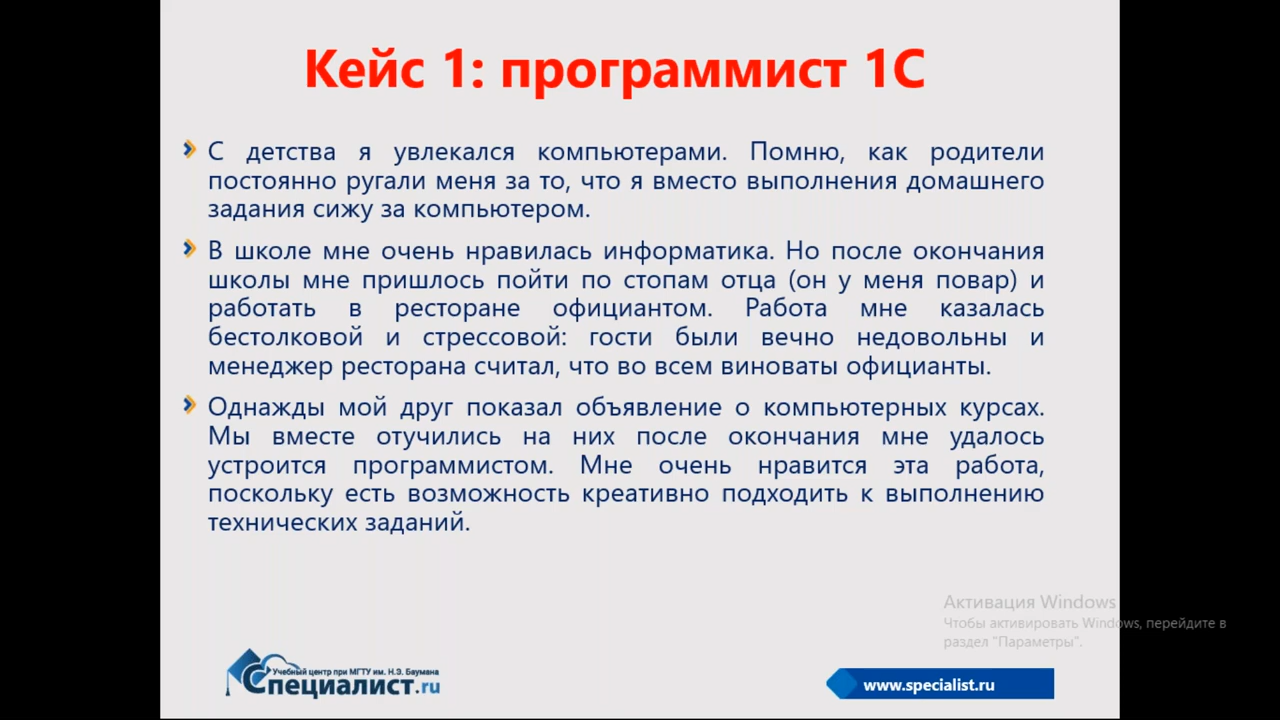 Кейс 1: программист 1С
С детства я увлекался компьютерами. Помню, как родители
постоянно ругали меня за то, что я вместо выполнения домашнего
задания сижу за компьютером.
В школе мне очень нравилась информатика. Но после окончания
школы мне пришлось пойти по стопам отца (он у меня повар) и
работать в ресторане официантом. Работа мне казалась
бестолковой и стрессовой: гости были вечно недовольны и
менеджер ресторана считал, что во всем виноваты официанты.
Однажды мой друг показал объявление о компьютерных курсах.
Мы вместе отучились на них после окончания мне удалось
устроится программистом. Мне очень нравится эта работа,
поскольку есть возможность креативно подходить к выполнению
технических заданий.
Активация Windows
Чтобы активировать Windows, перейдите в
раздел "Параметры".
Учебный центр при МГТУ им. Н.Э. Баумана
Специалист.ru
www.specialist.ru